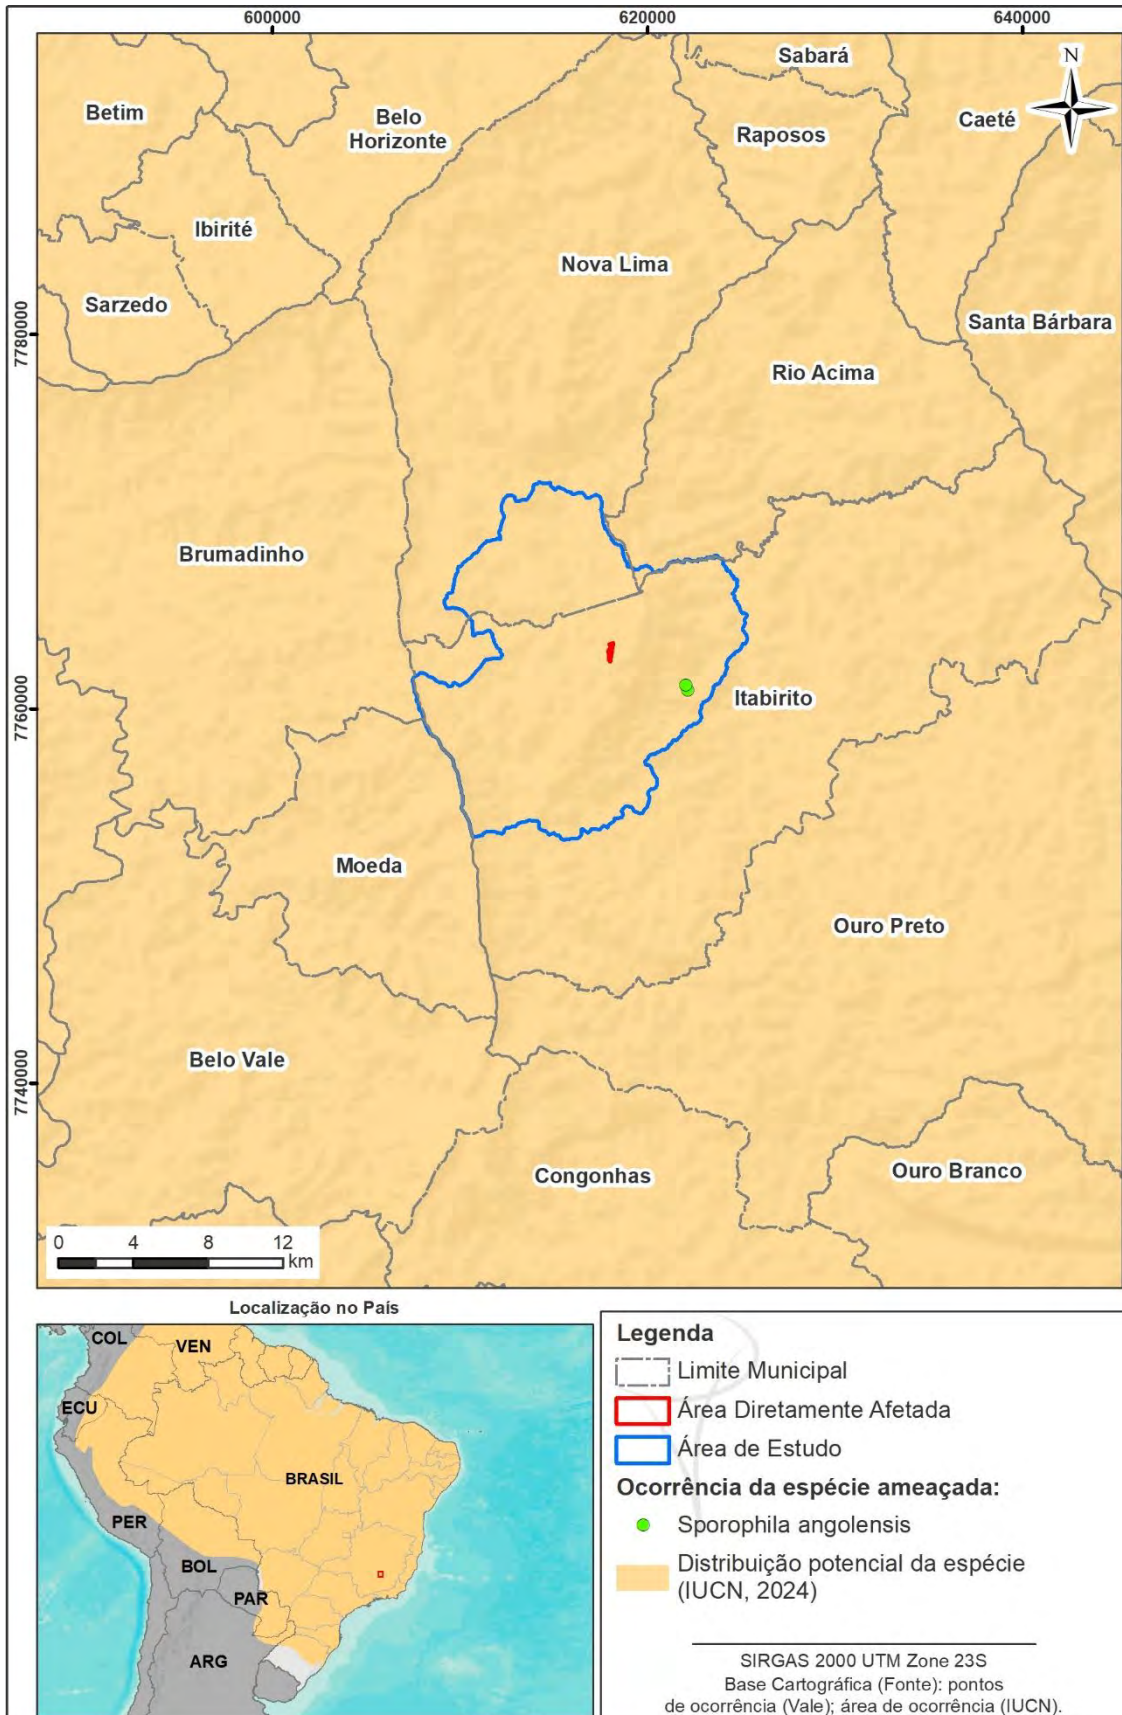 600000 620000 640000
Sabará
N
Betim
Belo
Horizonte
Caeté
Raposos
Ibirité
Nova Lima
Sarzedo
Santa Bárbara
7780000
Rio Acima
Brumadinho
Itabirito
7760000
Moeda
Ouro Preto
Belo Vale
7740000
Congonhas
Ouro Branco
0 4 8 12
km
Localização no País
COL
VEN
ECU
BRASIL
PER
BOL
PAR
ARG
Legenda
Limite Municipal
Área Diretamente Afetada
Área de Estudo
Ocorrência da espécie ameaçada:
Sporophila angolensis
Distribuição potencial da espécie
(IUCN, 2024)
SIRGAS 2000 UTM Zone 23S
Base Cartográfica (Fonte): pontos
de ocorrência (Vale); área de ocorrência (IUCN).